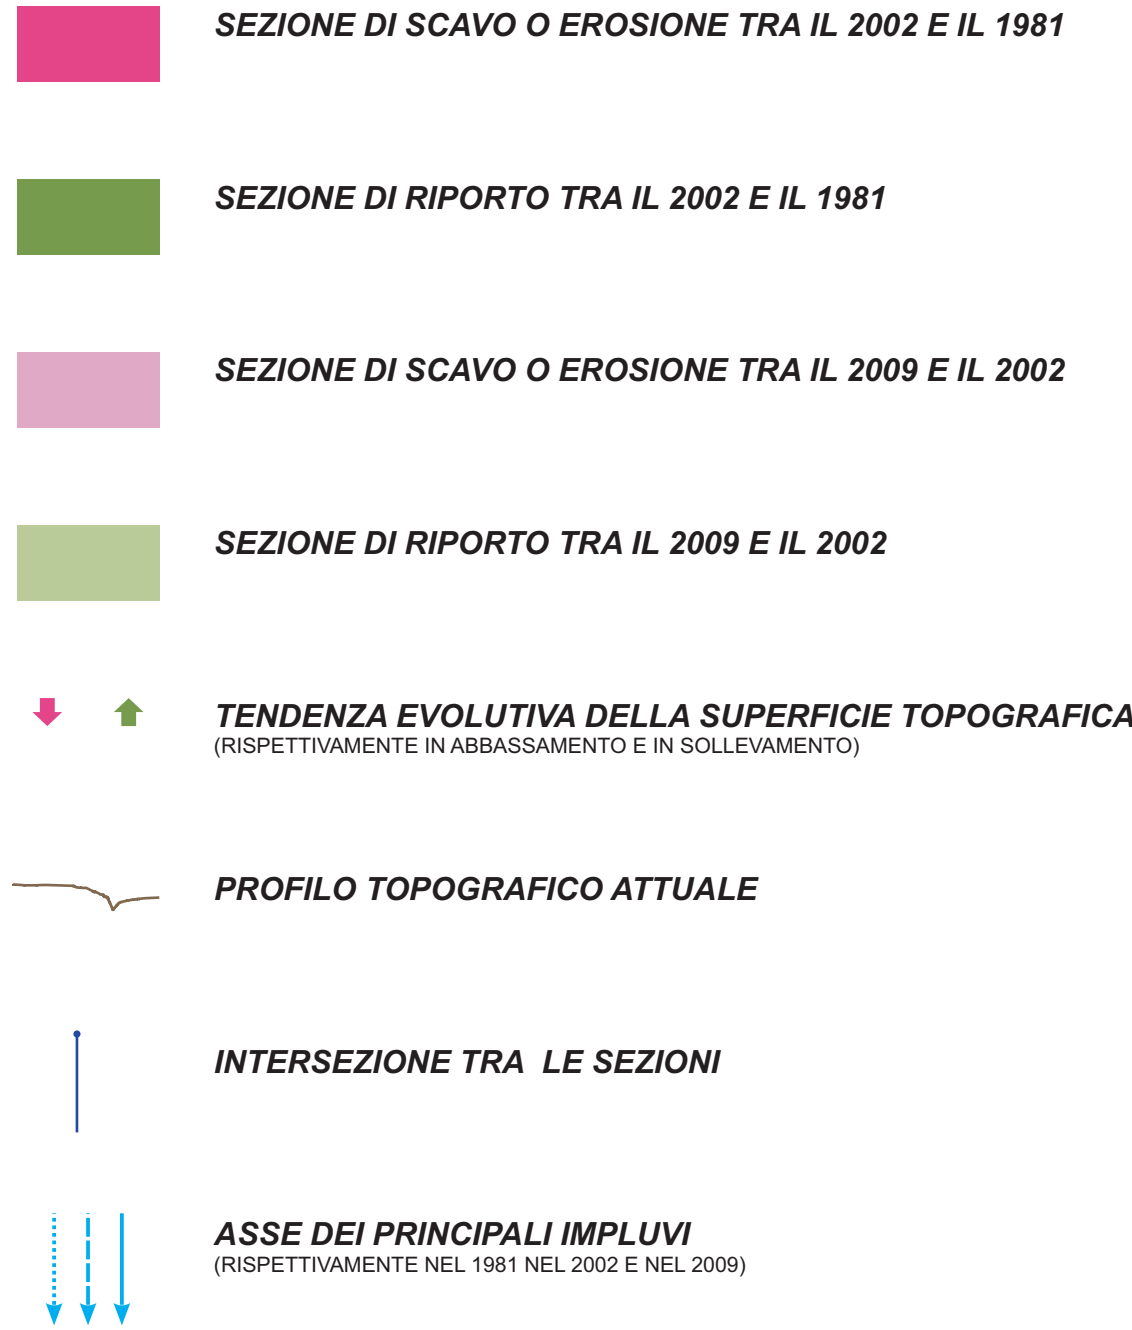 SEZIONE DI SCAVO O EROSIONE TRA IL 2002 E IL 1981
SEZIONE DI RIPORTO TRA IL 2002 E IL 1981
SEZIONE DI SCAVO O EROSIONE TRA IL 2009 E IL 2002
SEZIONE DI RIPORTO TRA IL 2009 E IL 2002
TENDENZA EVOLUTIVA DELLA SUPERFICIE TOPOGRAFICA
(RISPETTIVAMENTE IN ABBASSAMENTO E IN SOLLEVAMENTO)
PROFILO TOPOGRAFICO ATTUALE
INTERSEZIONE TRA LE SEZIONI
ASSE DEI PRINCIPALI IMPLUVI
(RISPETTIVAMENTE NEL 1981 NEL 2002 E NEL 2009)